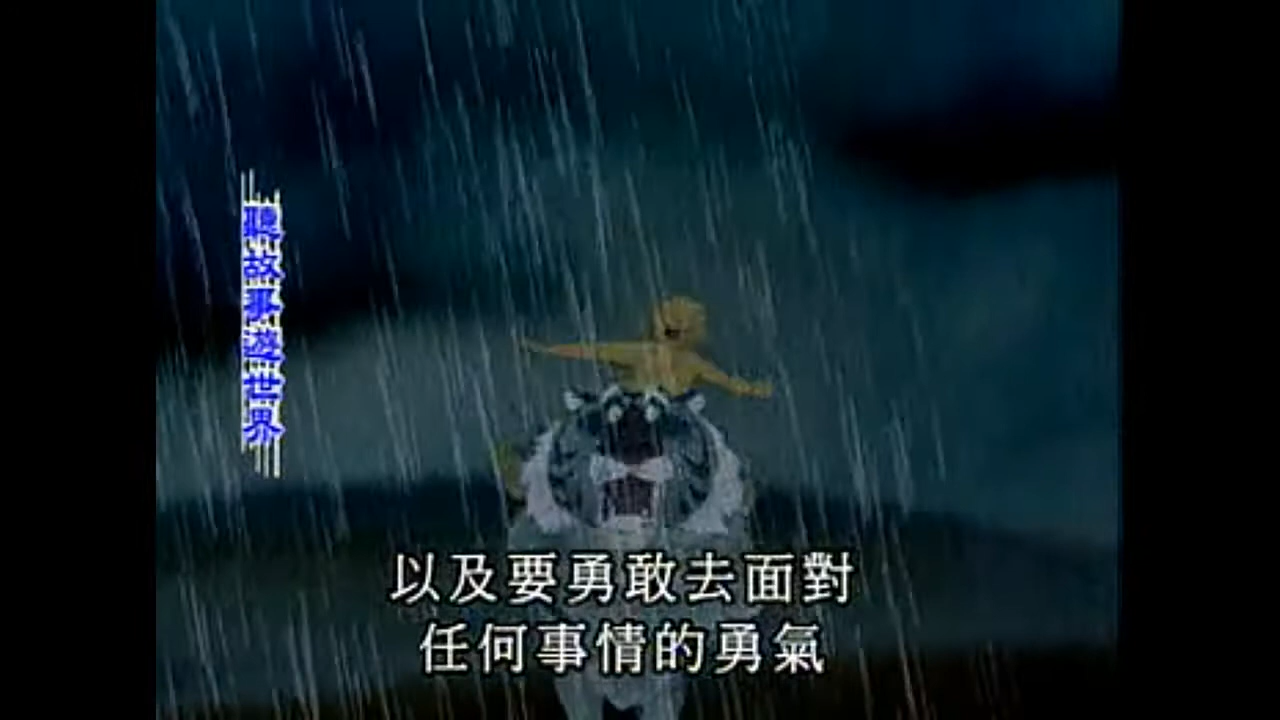 聽故事遊世界
以及要勇敢去面對
任何事情的勇氣